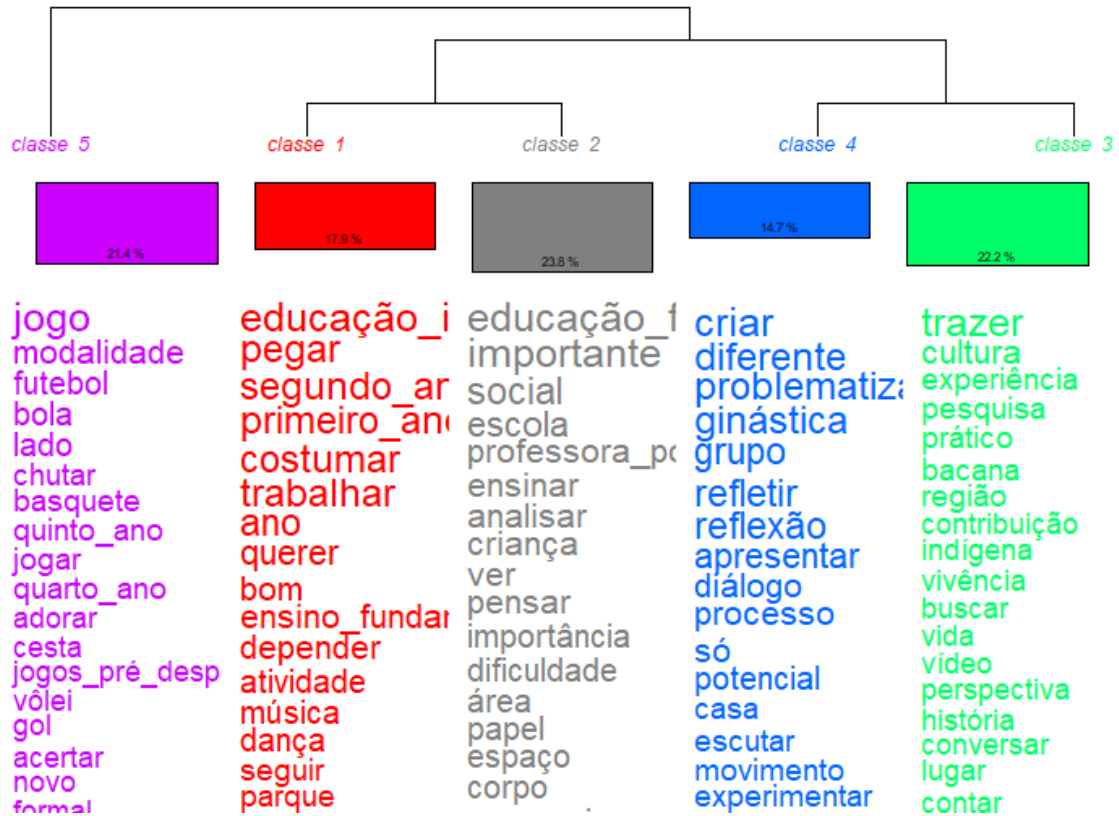 classe 5
classe 1
classe 2
classe 4
classe 3
21.4 %
17.9 %
23.8 %
14.7 %
22.2 %
jogo
modalidade
futebol
bola
lado
chutar
basquete
quinto_ano
jogar
quarto_ano
adorar
cesta
jogos_pré_desp
vôlei
gol
acertar
novo
formal
educação_i
pegar
segundo_an
primeiro_ano
costumar
trabalhar
ano
querer
bom
ensino_fundar
depender
atividade
música
dança
seguir
parque
educação_f
importante
social
escola
professora_po
ensinar
analisar
criança
ver
pensar
importância
dificuldade
área
papel
espaço
corpo
criar
diferente
problematiza
ginástica
grupo
refletir
reflexão
apresentar
diálogo
processo
só
potencial
casa
escutar
movimento
experimentar
trazer
cultura
experiência
pesquisa
prático
bacana
região
contribuição
indígena
vivência
buscar
vida
vídeo
perspectiva
história
conversar
lugar
contar